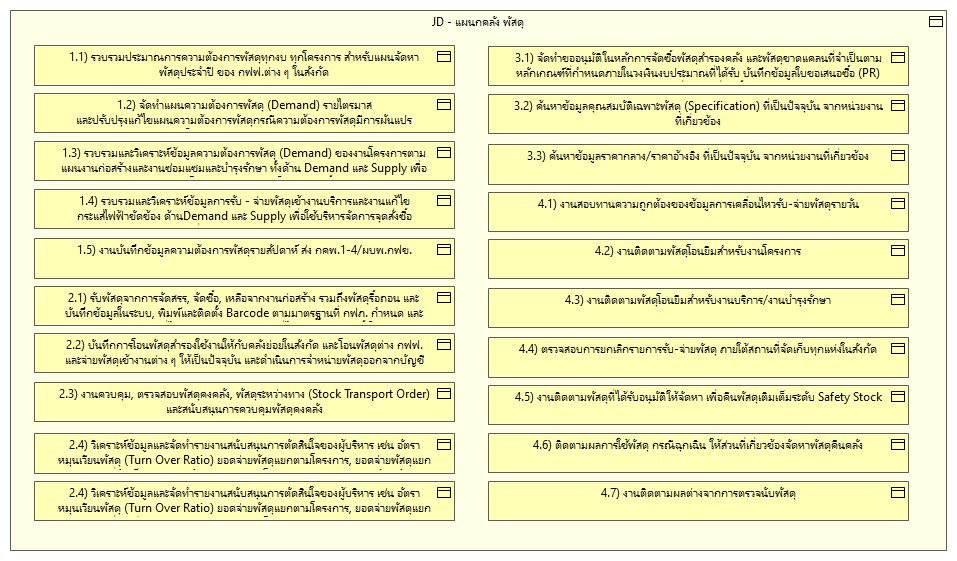 JD - แผนกคลัง พัสดุ
1.1) รวบรวมประมาณการความต้องการพัสดุทุกงบ ทุกโครงการ สำหรับแผนจัดหา
พัสดุประจำปี ของ กฟฟ.ต่าง ๆ ในสังกัด
1.2) จัดทำแผนความต้องการพัสดุ (Demand) รายไตรมาส
และปรับปรุงแก้ไขแผนความต้องการพัสดุกรณีความต้องการพัสดุมีการผันแปร
1.3) รวบรวมและวิเคราะห์ข้อมูลความต้องการพัสดุ (Demand) ของงานโครงการตาม
แผนงานก่อสร้างและงานซ่อมแซมและบำรุงรักษา ทั้งด้าน Demand และ Supply เพื่อ
1.4) รวบรวมและวิเคราะห์ข้อมูลการรับ - จ่ายพัสดุเข้างานบริการและงานแก้ไข
กระแสไฟฟ้าขัดข้อง ด้านDemand และ Supply เพื่อใช้บริหารจัดการจุดสั่งซื้อ
1.5) งานบันทึกข้อมูลความต้องการพัสดุรายสัปดาห์ ส่ง กคพ.1-4/ผบพ.กฟข.
2.1) รับพัสดุจากการจัดสรร, จัดซื้อ, เหลือจากงานก่อสร้าง รวมถึงพัสดุรื้อถอน และ
บันทึกข้อมูลในระบบ, พิมพ์และติดตั้ง Barcode ตามมาตรฐานที่ กฟภ. กำหนด และ
2.2) บันทึกการโอนพัสดุสำรองใช้งานให้กับคลังย่อยในสังกัด และโอนพัสดุต่าง กฟฟ.
และจ่ายพัสดุเข้างานต่าง ๆ ให้เป็นปัจจุบัน และดำเนินการจำหน่ายพัสดุออกจากบัญชี
2.3) งานควบคุม, ตรวจสอบพัสดุคงคลัง, พัสดุระหว่างทาง (Stock Transport Order)
และสนับสนุนการควบคุมพัสดุคงคลัง
2.4) วิเคราะห์ข้อมูลและจัดทำรายงานสนับสนุนการตัดสินใจของผู้บริหาร เช่น อัตรา
หมุนเวียนพัสดุ (Turn Over Ratio) ยอดจ่ายพัสดุแยกตามโครงการ, ยอดจ่ายพัสดุแยก
2.4) วิเคราะห์ข้อมูลและจัดทำรายงานสนับสนุนการตัดสินใจของผู้บริหาร เช่น อัตรา
หมุนเวียนพัสดุ (Turn Over Ratio) ยอดจ่ายพัสดุแยกตามโครงการ, ยอดจ่ายพัสดุแยก
3.1) จัดทำขออนุมัติในหลักการจัดซื้อพัสดุสำรองคลัง และพัสดุขาดแคลนที่จำเป็นตาม
หลักเกณฑ์ที่กำหนดภายในวงเงินงบประมาณที่ได้รับ บันทึกข้อมูลใบขอเสนอซื้อ (PR)
3.2) ค้นหาข้อมูลคุณสมบัติเฉพาะพัสดุ (Specification) ที่เป็นปัจจุบัน จากหน่วยงาน
ที่เกี่ยวข้อง
3.3) ค้นหาข้อมูลราคากลาง/ราคาอ้างอิง ที่เป็นปัจจุบัน จากหน่วยงานที่เกี่ยวข้อง
4.1) งานสอบทานความถูกต้องของข้อมูลการเคลื่อนไหวรับ-จ่ายพัสดุรายวัน
4.2) งานติดตามพัสดุโอนยืมสำหรับงานโครงการ
4.3) งานติดตามพัสดุโอนยืมสำหรับงานบริการ/งานบำรุงรักษา
4.4) ตรวจสอบการยกเลิกรายการรับ-จ่ายพัสดุ ภายใต้สถานที่จัดเก็บทุกแห่งในสังกัด
4.5) งานติดตามพัสดุที่ได้รับอนุมัติให้จัดหา เพื่อคืนพัสดุเติมเต็มระดับ Safety Stock
4.6) ติดตามผลการใช้พัสดุ กรณีฉุกเฉิน ให้ส่วนที่เกี่ยวข้องจัดหาพัสดุคืนคลัง
4.7) งานติดตามผลต่างจากการตรวจนับพัสดุ